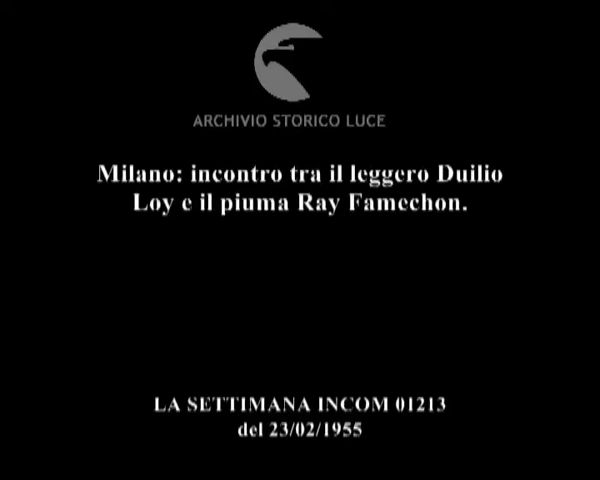 ARCHIVIO STORICO LUCE
Milano: incontro tra il leggero Duilio
Loy e il piuma Ray Famechon.
LA SETTIMANA INCOM 01213
del 23/02/1955